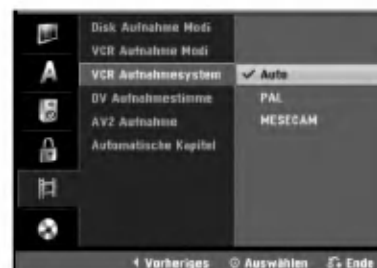 Disk Aufnahme Modi
VCR Aufnahme Modi
VCR Aufnahmesystem ✓ Auto
DV Aufnahmestimme PAL
AV2 Aufnahme MESECAM
Automatische Kapitel
Vorheriges Auswählen Ende